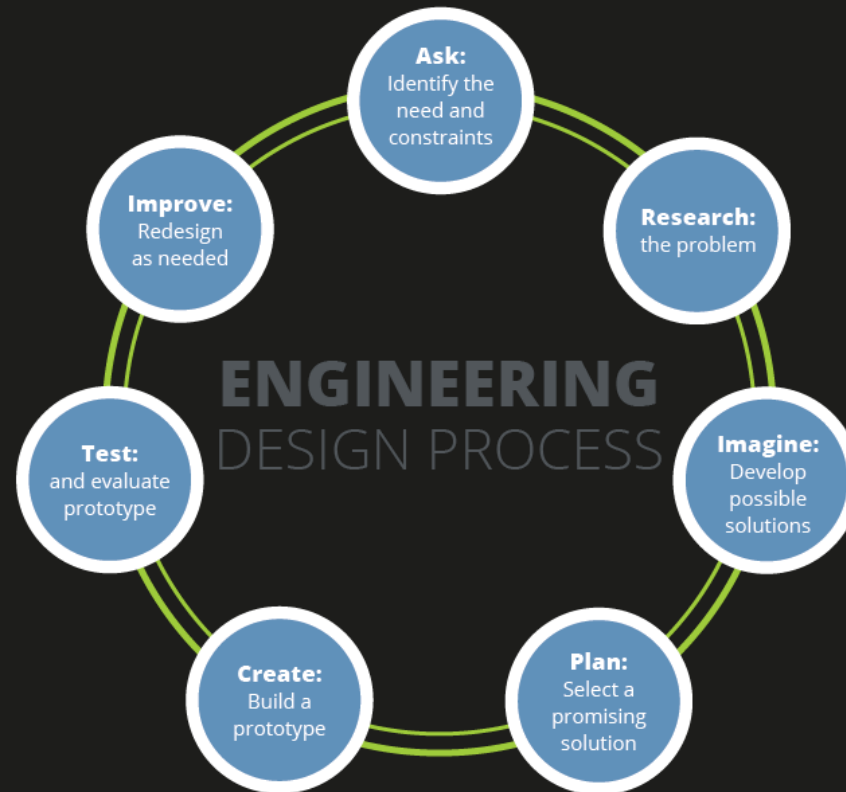 Ask:
Identify the
need and
constraints
Research:
the problem
Imagine:
Develop
possible
solutions
Plan:
Select a
promising
solution
Create:
Build a
prototype
Test:
and evaluate
prototype
Improve:
Redesign
as needed
ENGINEERING
DESIGN PROCESS